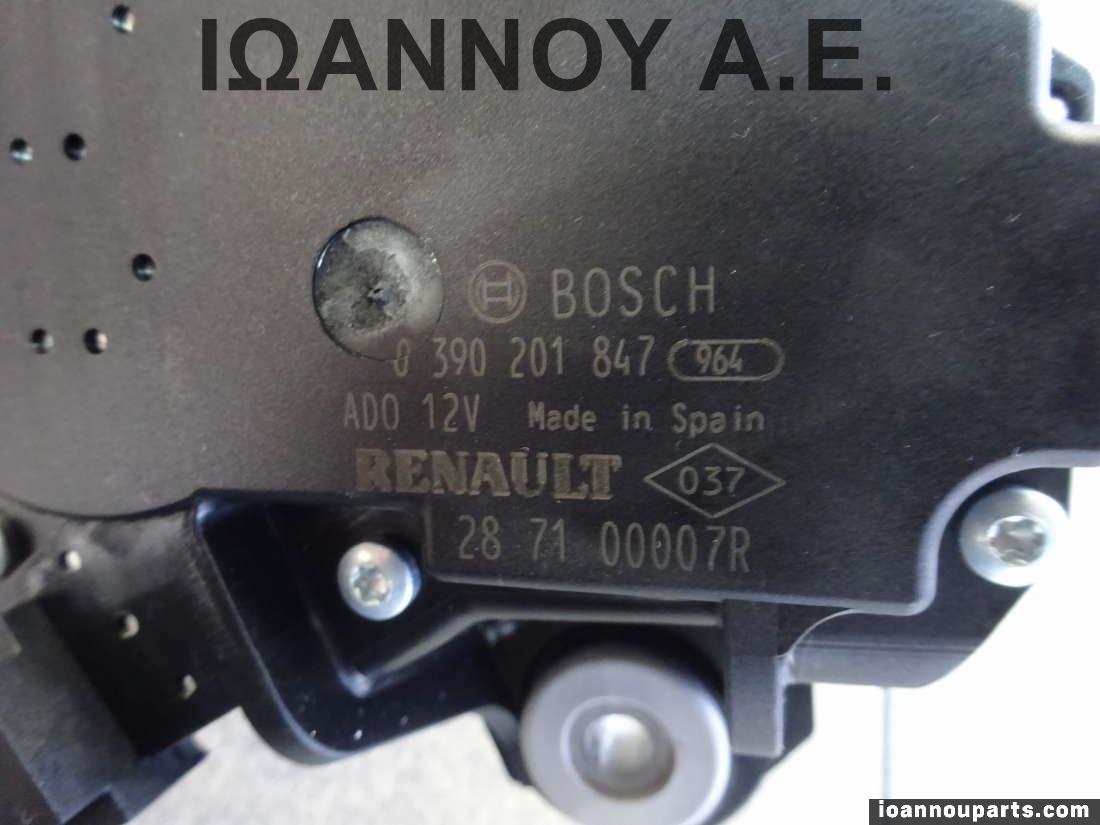 ΙΩΑΝΝΟΥ Α.Ε.
BOSCH
0 390 201 847 964
ADO 12V Made in Spain
RENAULT 037
28 71 00007R
ioannouparts.com